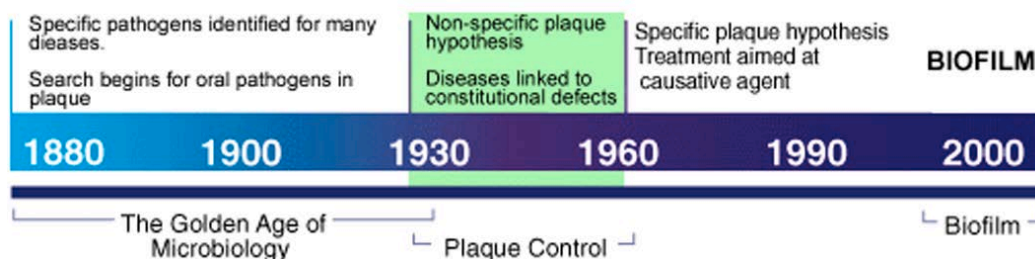 Specific pathogens identified for many
dieases.
Search begins for oral pathogens in
plaque
Non-specific plaque
hypothesis
Diseases linked to
constitutional defects
Specific plaque hypothesis
Treatment aimed at
causative agent
BIOFILM
1880 1900 1930 1960 1990 2000
The Golden Age of
Microbiology
Plaque Control
Biofilm